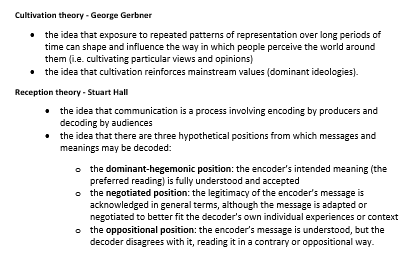 Cultivation theory - George Gerbner
• the idea that exposure to repeated patterns of representation over long periods of
time can shape and influence the way in which people perceive the world around
them (i.e. cultivating particular views and opinions)
• the idea that cultivation reinforces mainstream values (dominant ideologies).
Reception theory - Stuart Hall
• the idea that communication is a process involving encoding by producers and
decoding by audiences
• the idea that there are three hypothetical positions from which messages and
meanings may be decoded:
o the dominant-hegemonic position: the encoder's intended meaning (the
preferred reading) is fully understood and accepted
o the negotiated position: the legitimacy of the encoder's message is
acknowledged in general terms, although the message is adapted or
negotiated to better fit the decoder's own individual experiences or context
o the oppositional position: the encoder's message is understood, but the
decoder disagrees with it, reading it in a contrary or oppositional way.